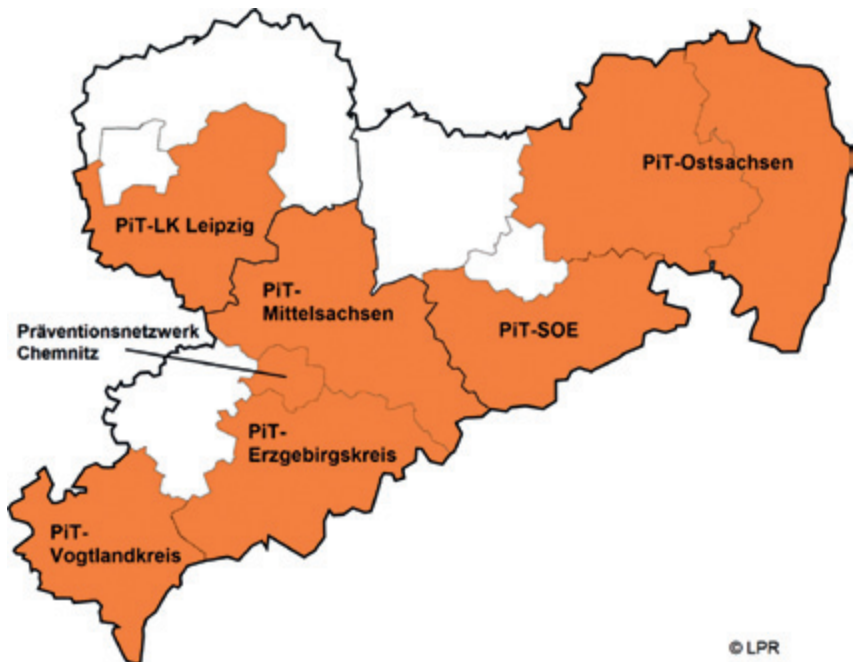 PiT-Ostsachsen
PiT-LK Leipzig
PiT-
Mittelsachsen
PiT-SOE
Präventionsnetzwerk
Chemnitz
PiT-
Erzgebirgskreis
PiT-
Vogtlandkreis
© LPR